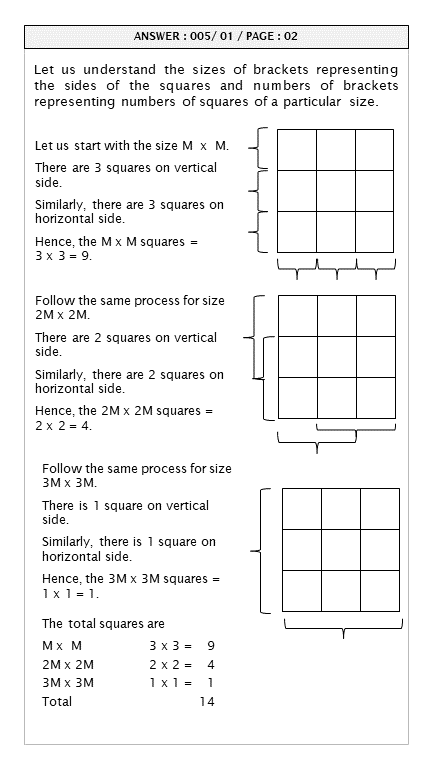 ANSWER : 005/ 01 / PAGE : 02
Let us understand the sizes of brackets representing
the sides of the squares and numbers of brackets
representing numbers of squares of a particular size.
Let us start with the size M x M.
There are 3 squares on vertical
side.
Similarly, there are 3 squares on
horizontal side.
Hence, the M x M squares =
3 x 3 = 9.
Follow the same process for size
2M x 2M.
There are 2 squares on vertical
side.
Similarly, there are 2 squares on
horizontal side.
Hence, the 2M x 2M squares =
2 x 2 = 4.
Follow the same process for size
3M x 3M.
There is 1 square on vertical
side.
Similarly, there is 1 square on
horizontal side.
Hence, the 3M x 3M squares =
1 x 1 = 1.
The total squares are
M x M 3 x 3 = 9
2M x 2M 2 x 2 = 4
3M x 3M 1 x 1 = 1
Total 14